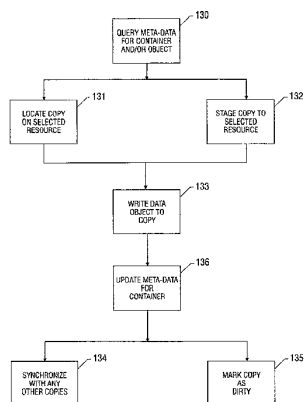 130
QUERY META-DATA
FOR CONTAINER
AND/OR OBJECT
131
LOCATE COPY
ON SELECTED
RESOURCE
132
STAGE COPY TO
SELECTED
RESOURCE
133
WRITE DATA
OBJECT TO
COPY
136
UPDATE META-DATA
FOR
CONTAINER
134
SYNCHRONIZE
WITH ANY
OTHER COPIES
135
MARK COPY
AS
DIRTY